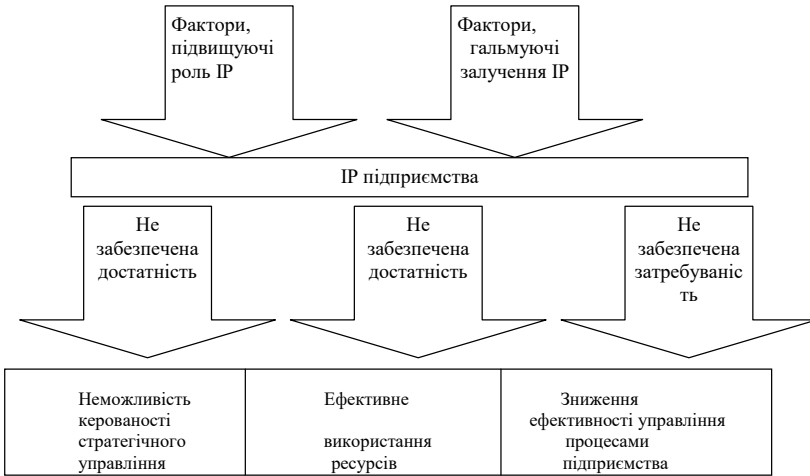 Фактори,
підвищуючі
роль ІР
Фактори,
гальмуючі
залучення ІР
ІР підприємства
Не
забезпечена
достатність
Не
забезпечена
достатність
Не
забезпечена
затребуваніс
ть
Неможливість
керованості
стратегічного
управління
Ефективне
використання
ресурсів
Зниження
ефективності управління
процесами
підприємства